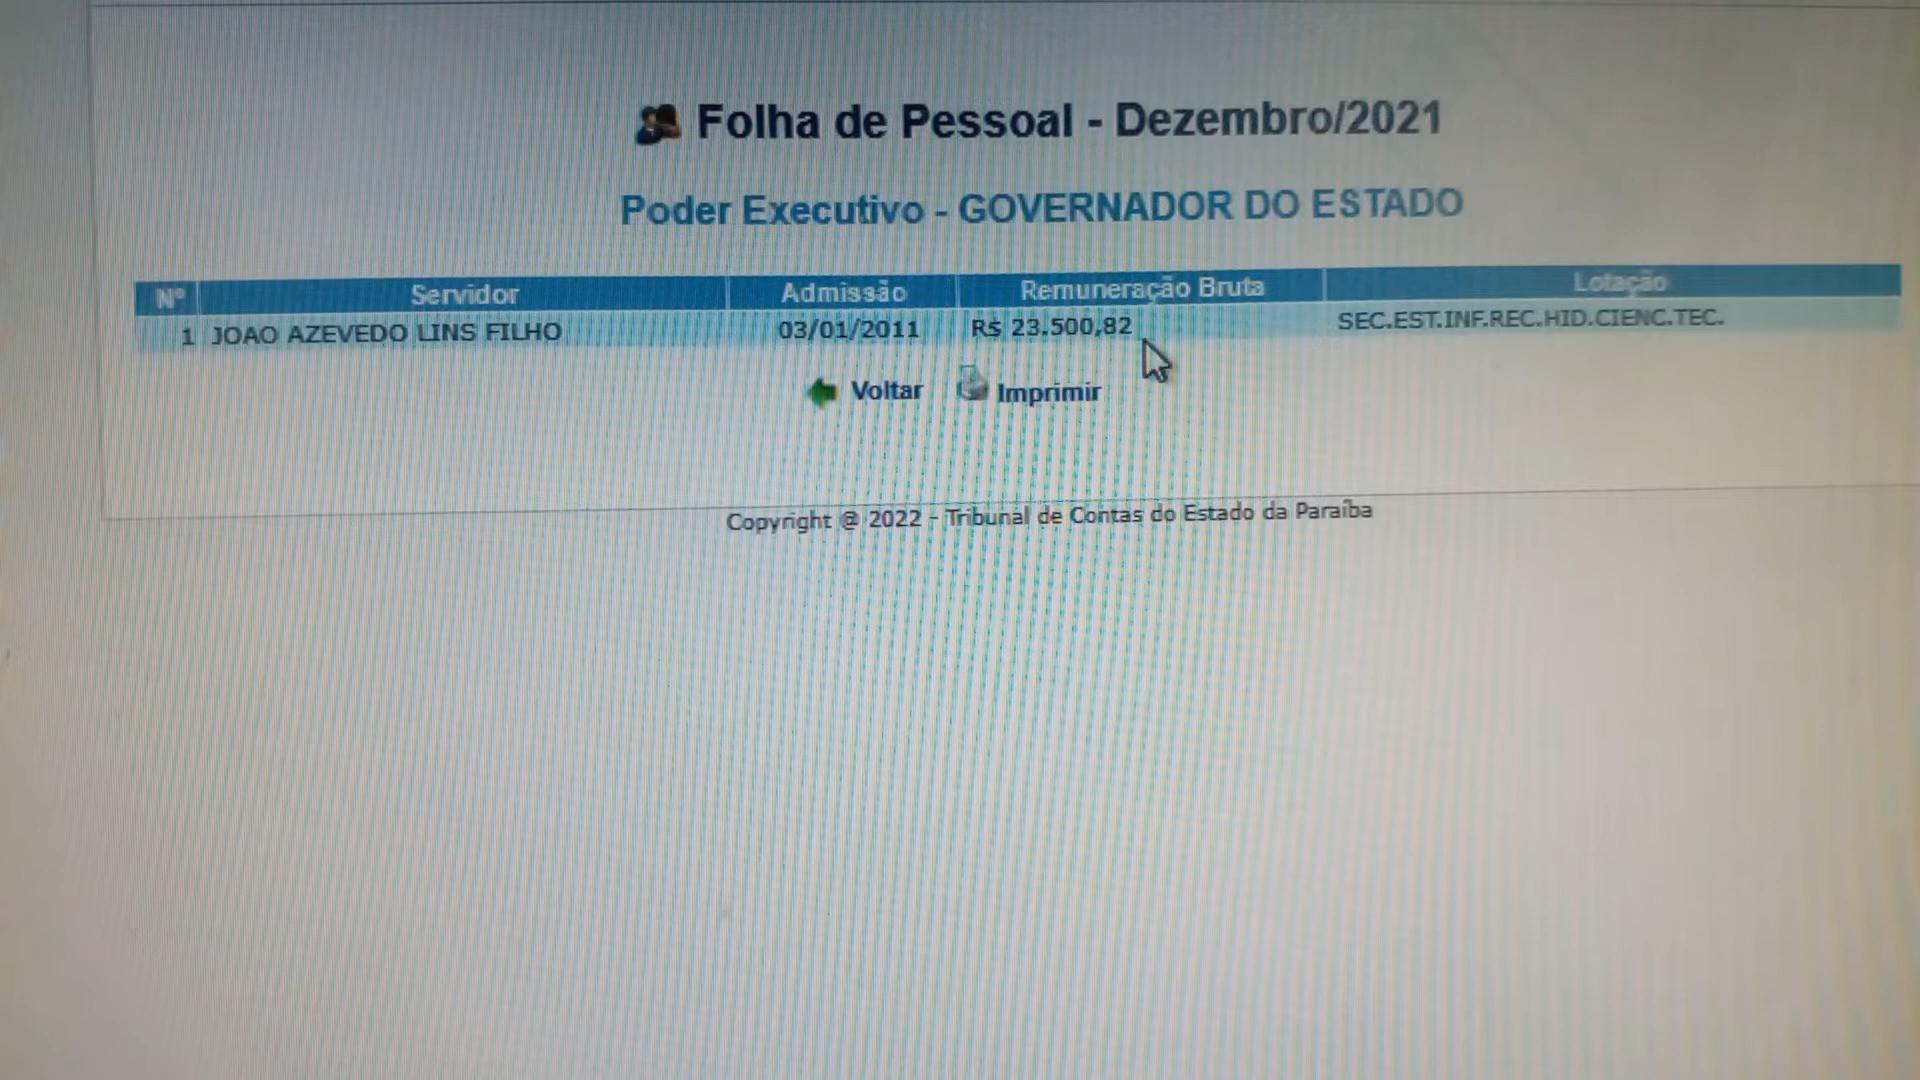 Folha de Pessoal - Dezembro/2021
Poder Executivo - GOVERNADOR DO ESTADO
Nº Servidor Admissão Remuneração Bruta Lotação
1 JOAO AZEVEDO LINS FILHO 03/01/2011 R$ 23.500,82 SEC.EST.INF.REC.HID.CIENC.TEC.
Voltar Imprimir
Copyright @ 2022 - Tribunal de Contas do Estado da Paraíba